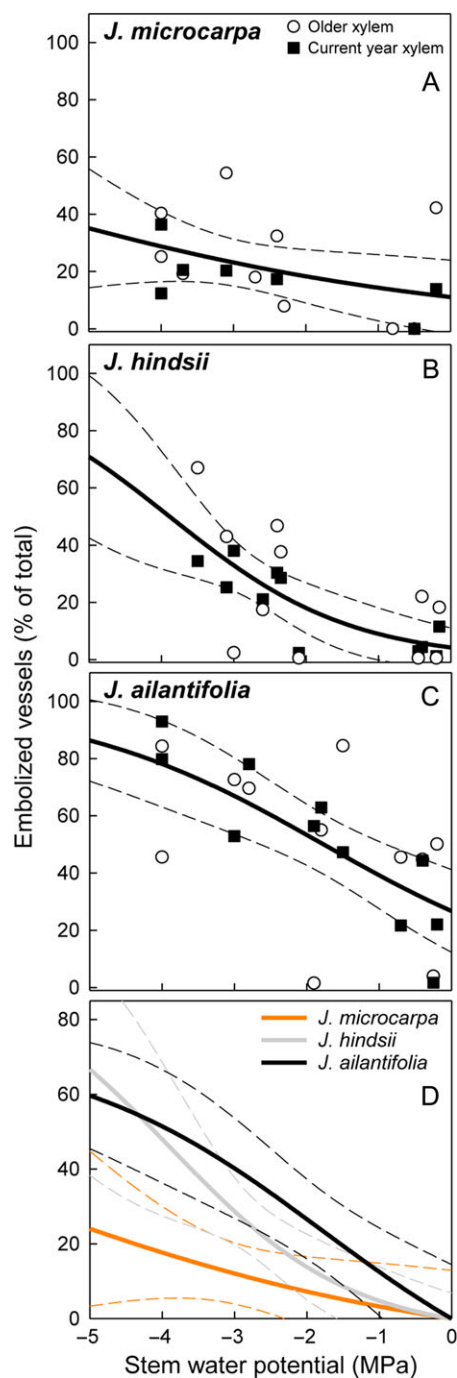 J. microcarpa
Older xylem
Current year xylem
A
100
80
60
40
20
0
J. hindsii
B
100
80
60
40
20
0
J. ailantifolia
C
100
80
60
40
20
0
J. microcarpa
J. hindsii
J. ailantifolia
D
80
60
40
20
0
−5 −4 −3 −2 −1 0
Stem water potential (MPa)
Embolized vessels (% of total)